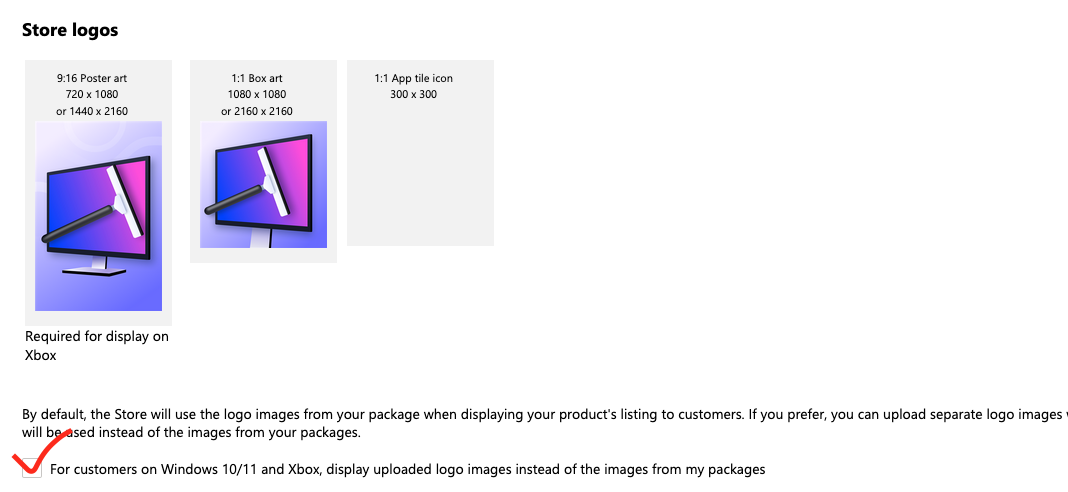 Store logos
9:16 Poster art
720 x 1080
or 1440 x 2160
1:1 Box art
1080 x 1080
or 2160 x 2160
1:1 App tile icon
300 x 300
Required for display on
Xbox
By default, the Store will use the logo images from your package when displaying your product's listing to customers. If you prefer, you can upload separate logo images
will be used instead of the images from your packages.
For customers on Windows 10/11 and Xbox, display uploaded logo images instead of the images from my packages